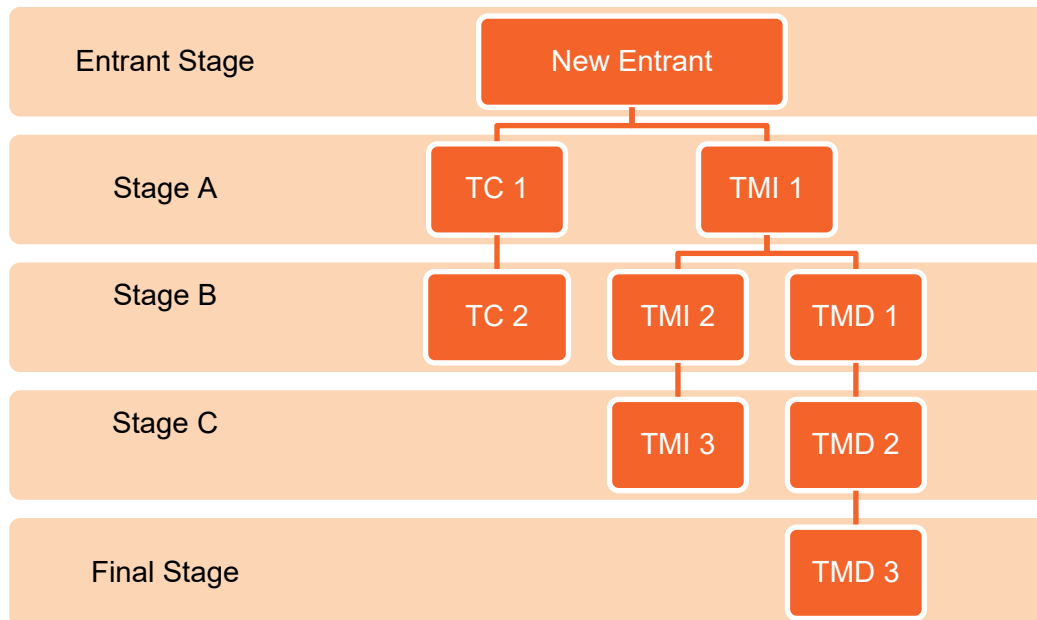 Entrant Stage
New Entrant
Stage A
TC 1
TMI 1
Stage B
TC 2
TMI 2
TMD 1
Stage C
TMI 3
TMD 2
Final Stage
TMD 3